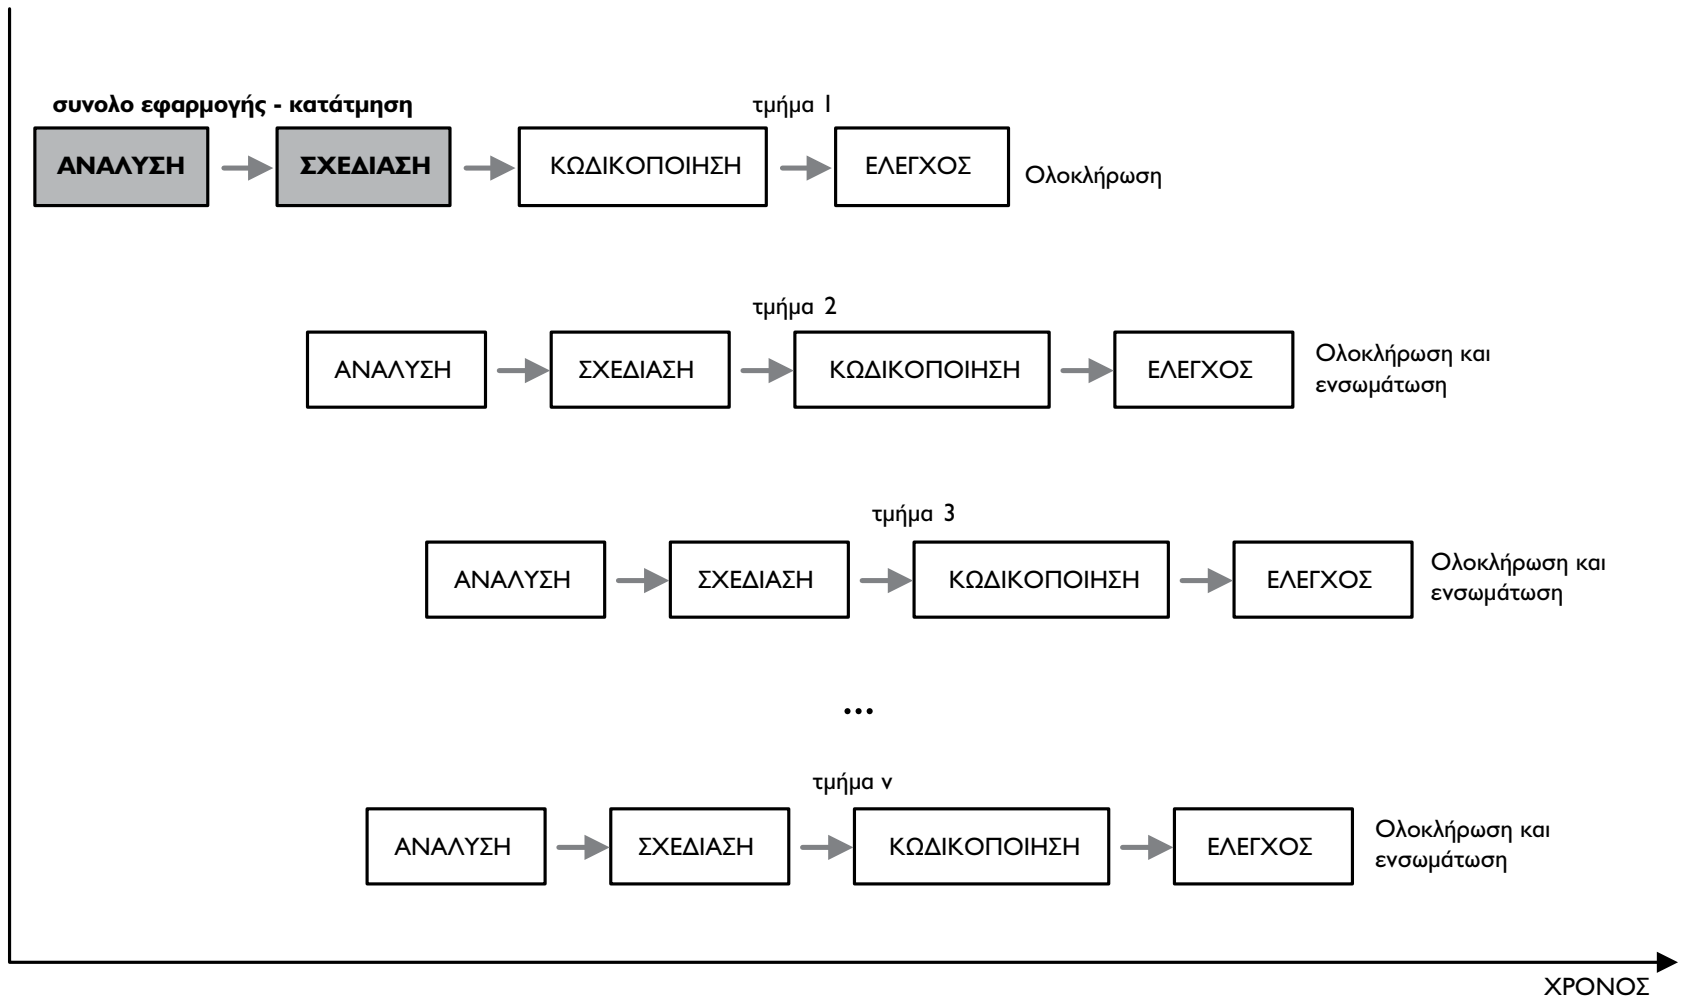 συνολο εφαρμογής - κατάτμηση
τμήμα 1
ΑΝΑΛΥΣΗ
ΣΧΕΔΙΑΣΗ
ΚΩΔΙΚΟΠΟΙΗΣΗ
ΕΛΕΓΧΟΣ
Ολοκλήρωση
τμήμα 2
ΑΝΑΛΥΣΗ
ΣΧΕΔΙΑΣΗ
ΚΩΔΙΚΟΠΟΙΗΣΗ
ΕΛΕΓΧΟΣ
Ολοκλήρωση και
ενσωμάτωση
τμήμα 3
ΑΝΑΛΥΣΗ
ΣΧΕΔΙΑΣΗ
ΚΩΔΙΚΟΠΟΙΗΣΗ
ΕΛΕΓΧΟΣ
Ολοκλήρωση και
ενσωμάτωση
...
τμήμα ν
ΑΝΑΛΥΣΗ
ΣΧΕΔΙΑΣΗ
ΚΩΔΙΚΟΠΟΙΗΣΗ
ΕΛΕΓΧΟΣ
Ολοκλήρωση και
ενσωμάτωση
ΧΡΟΝΟΣ